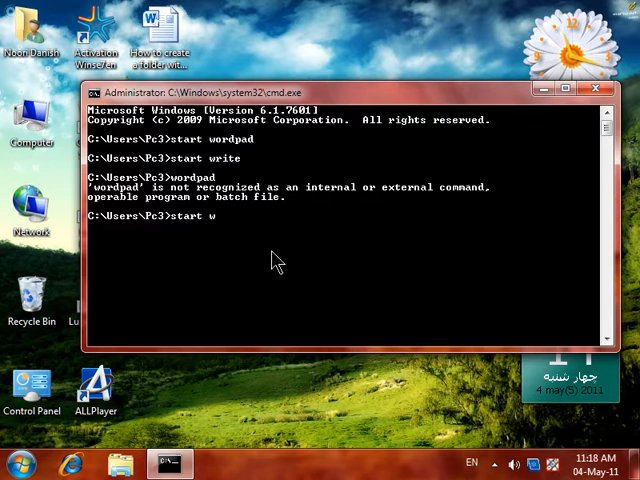 Noon Danish
Activation
Winse7en
How to create
a folder wit...
12
Computer
Administrator: C:\Windows\system32\cmd.exe
Microsoft Windows [Version 6.1.7601]
Copyright (c) 2009 Microsoft Corporation.  All rights reserved.
C:\Users\Pc3>start wordpad
C:\Users\Pc3>start write
C:\Users\Pc3>wordpad
'wordpad' is not recognized as an internal or external command,
operable program or batch file.
C:\Users\Pc3>start w
Network
Recycle Bin
Lu
چهار شنبه
4 may(5) 2011
Control Panel
ALLPlayer
C:\
EN
11:18 AM
04-May-11